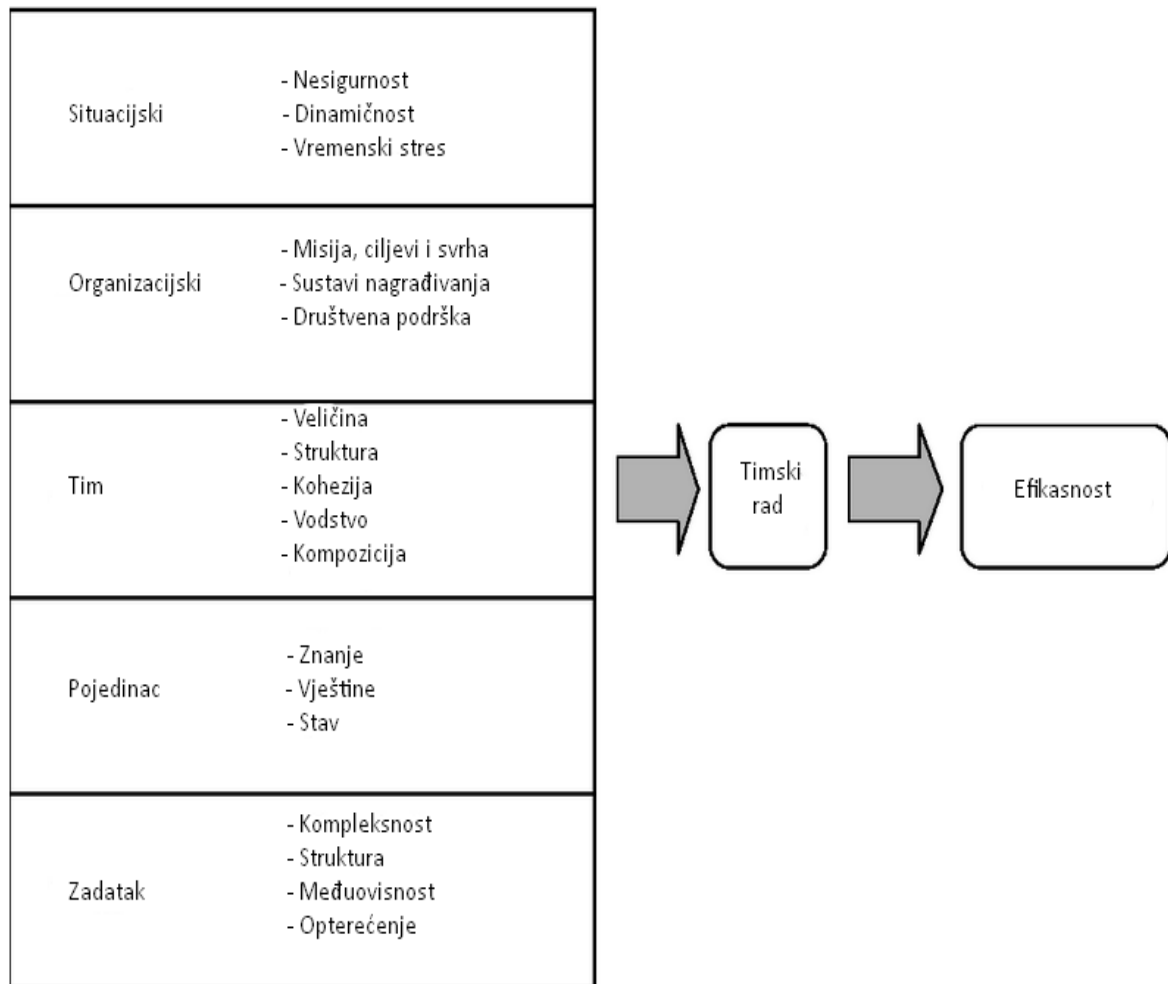 Situacijski
- Nesigurnost
- Dinamičnost
- Vremenski stres
Organizacijski
- Misija, ciljevi i svrha
- Sustavi nagrađivanja
- Društvena podrška
Tim
- Veličina
- Struktura
- Kohezija
- Vodstvo
- Kompozicija
Pojedinac
- Znanje
- Vještine
- Stav
Zadatak
- Kompleksnost
- Struktura
- Međuovisnost
- Opterećenje
Timski
rad
Efikasnost